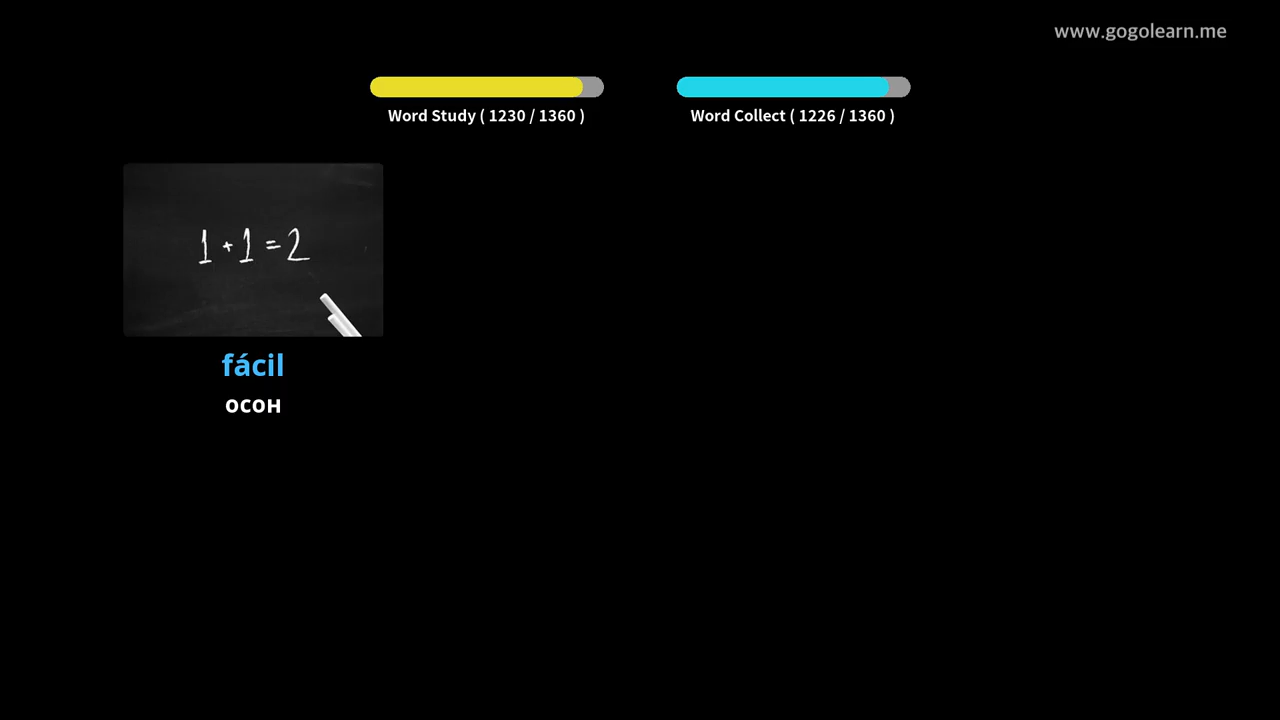 www.gogolearn.me
Word Study ( 1230 / 1360 )
Word Collect ( 1226 / 1360 )
1 + 1 = 2
fácil
осон